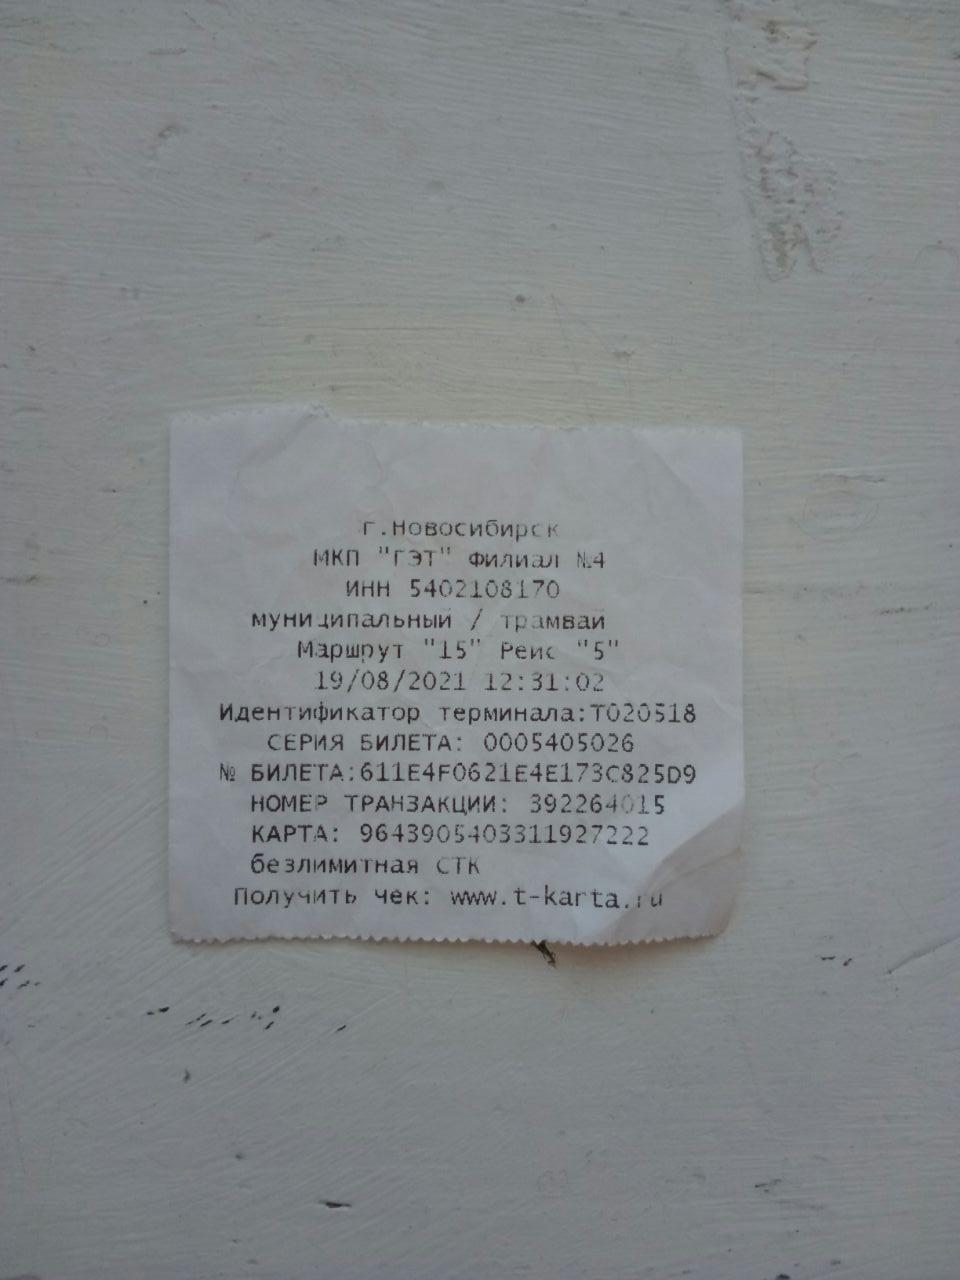 г.Новосибирск
МКП "ГЭТ" Филиал №4
ИНН 5402108170
муниципальный / трамвай
Маршрут "15" Рейс "5"
19/08/2021 12:31:02
Идентификатор терминала:T020518
СЕРИЯ БИЛЕТА: 0005405026
№ БИЛЕТА:611E4F0621E4E173C825D9
НОМЕР ТРАНЗАКЦИИ: 392264015
КАРТА: 9643905403311927222
безлимитная СТК
Получить чек: www.t-karta.ru